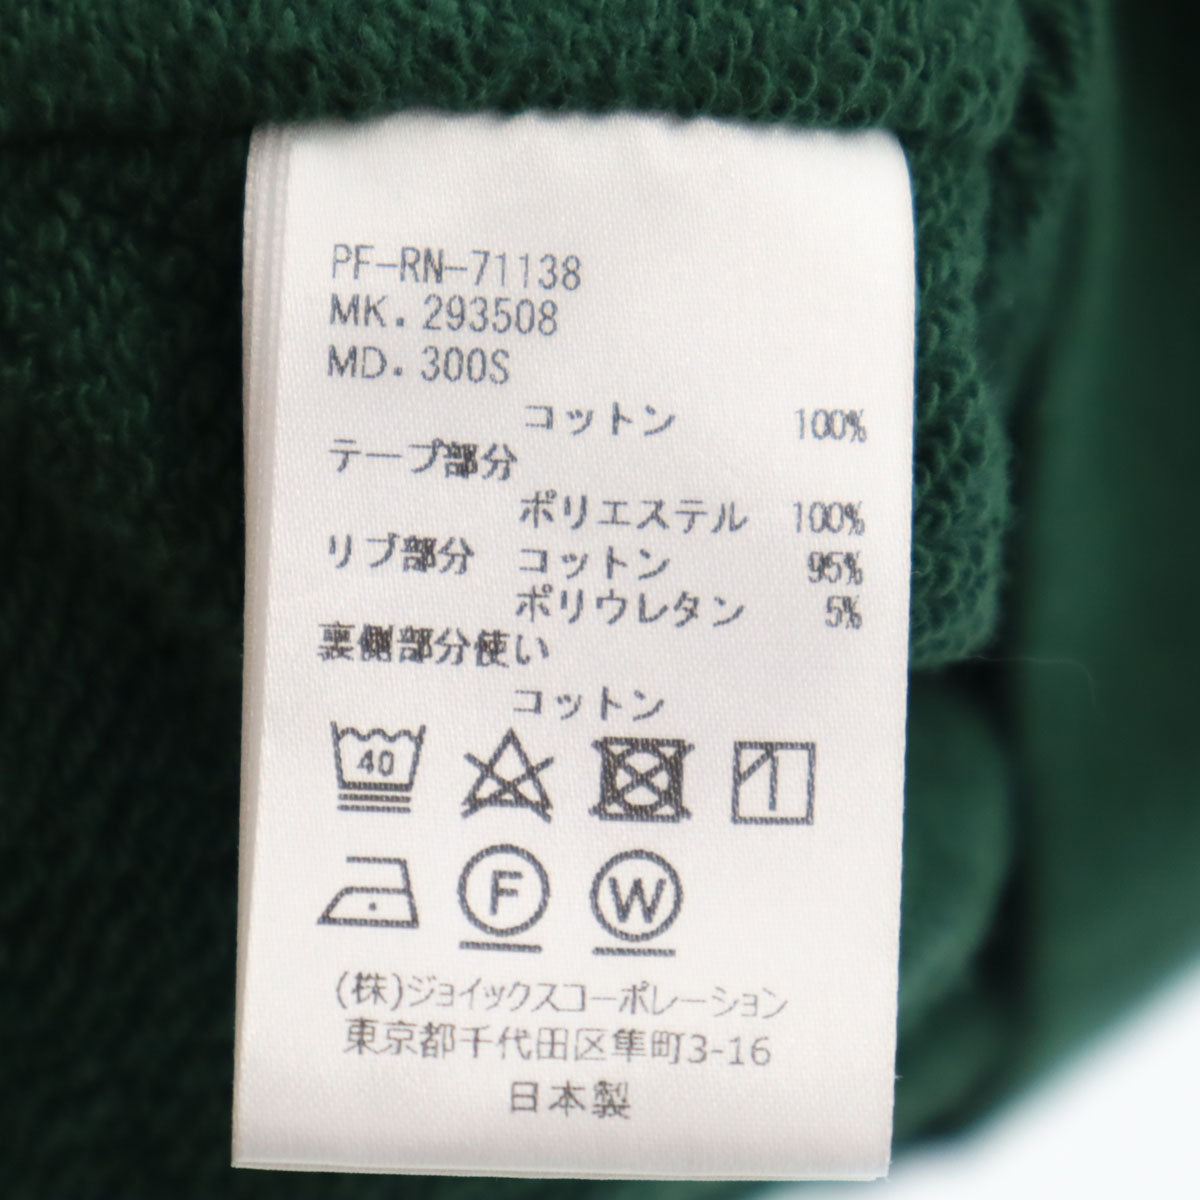 PF-RN-71138
MK. 293508
MD. 300S
コットン 100%
テープ部分
ポリエステル 100%
リブ部分 コットン 95%
ポリウレタン 5%
裏側部分使い
コットン
40
F W
(株)ジョイックスコーポレーション
東京都千代田区隼町3-16
日本製